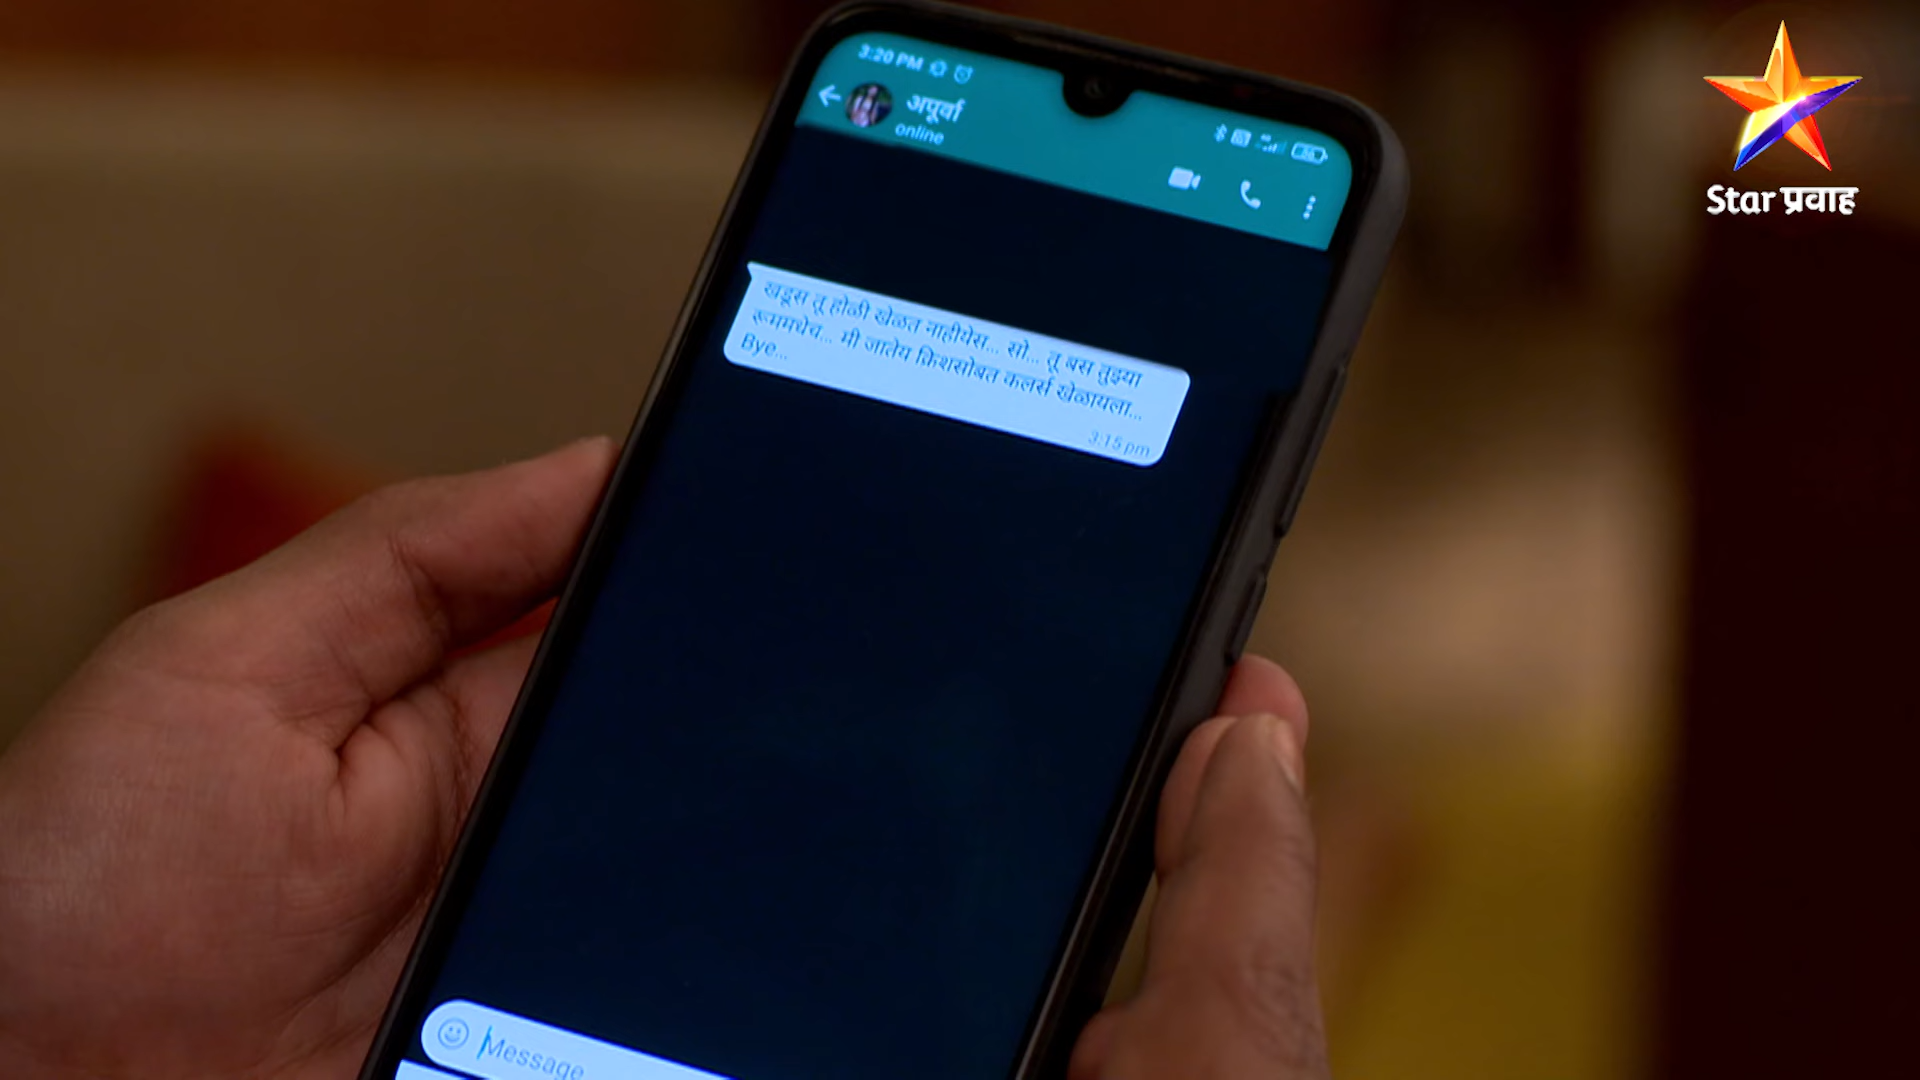 3:20 PM
अपूर्वा
online
खडूस तू होळी खेळत नाहीयेस... सो... तू बस तुझ्या
रूममधेच... मी जातेय क्रिशसोबत कलर्स खेळायला...
Bye...
3:15 pm
Message
Star प्रवाह